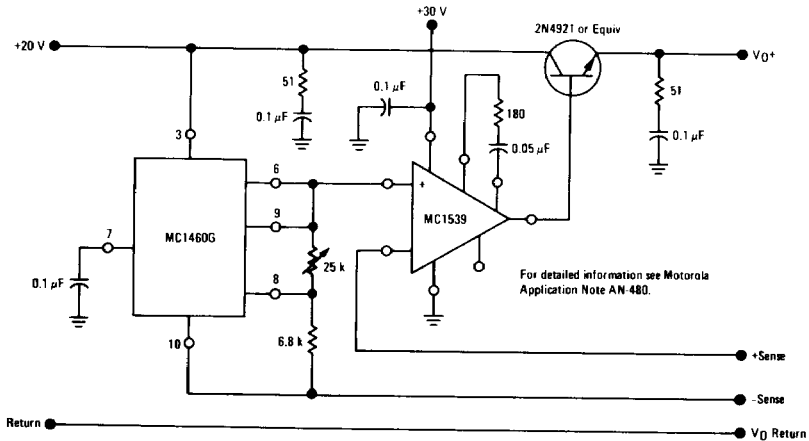 +30 V
2N4921 or Equiv
+20 V
VO+
51
0.1 µF
0.1 µF
180
0.05 µF
51
0.1 µF
3
6
+
MC1539
MC1460G
9
7
25 k
0.1 µF
8
For detailed information see Motorola
Application Note AN-480.
6.8 k
10
+Sense
-Sense
Return
VO Return